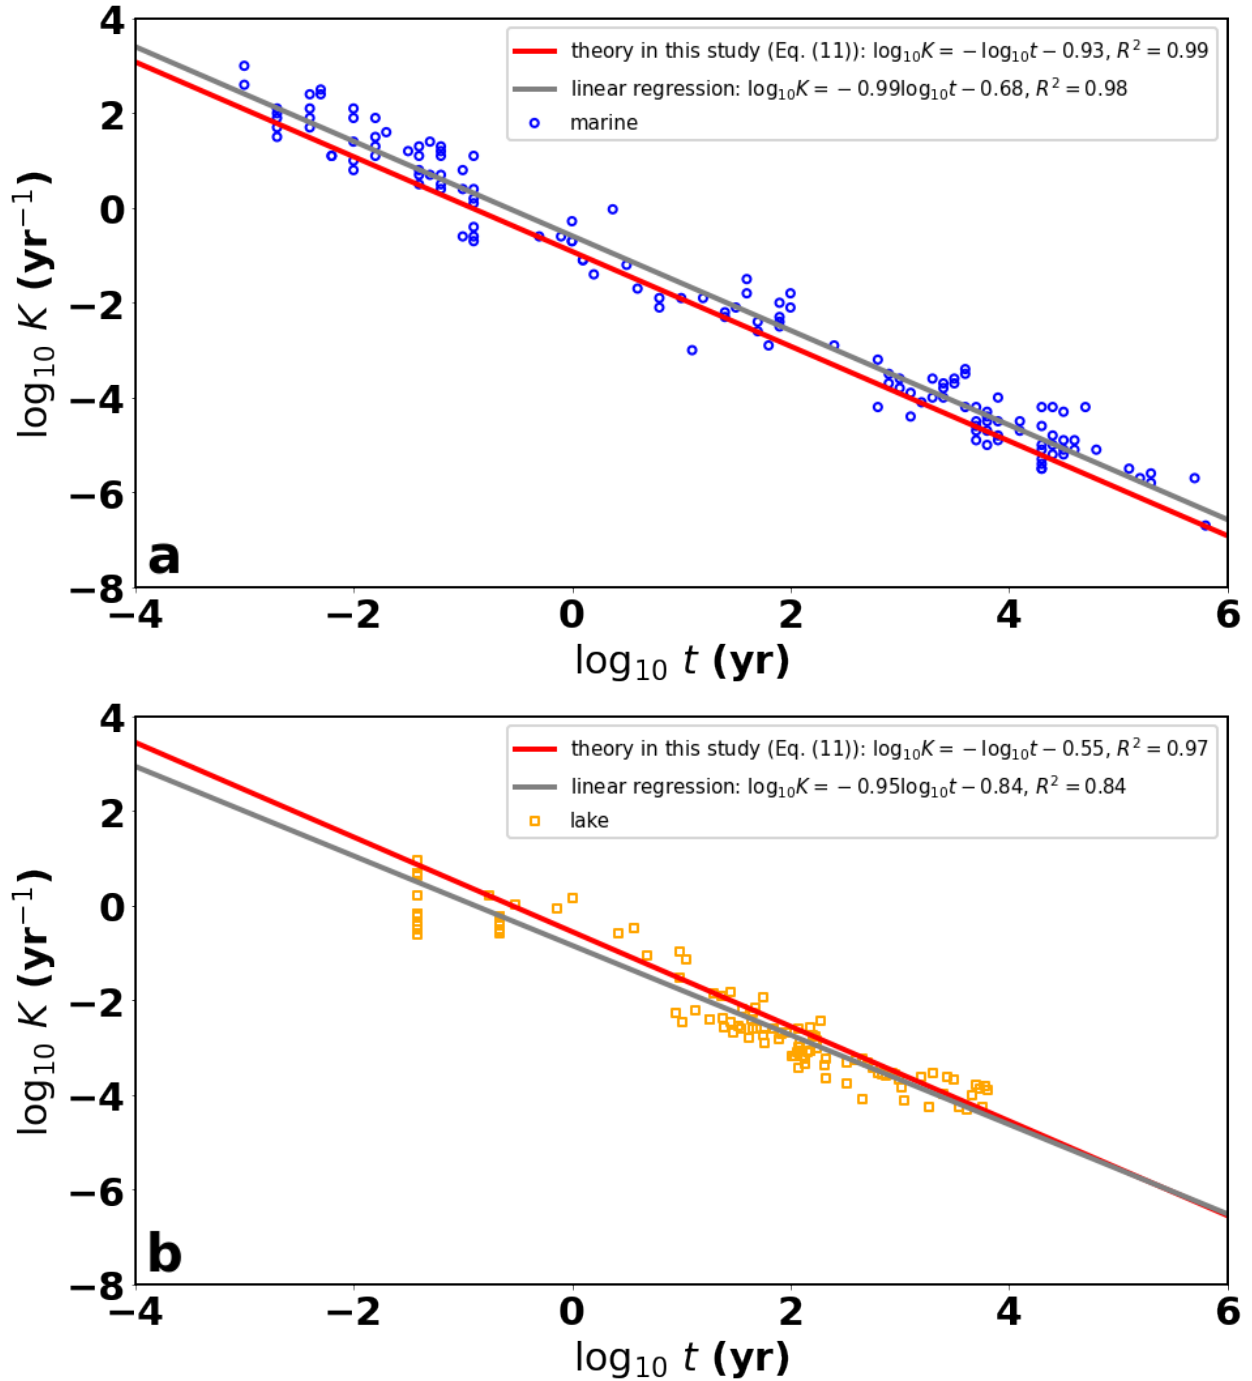 4
2
0
−2
−4
−6
−8
log₁₀ K (yr⁻¹)
theory in this study (Eq. (11)): log₁₀K = − log₁₀t − 0.93, R² = 0.99
linear regression: log₁₀K = − 0.99log₁₀t − 0.68, R² = 0.98
marine
a
−4 −2 0 2 4 6
log₁₀ t (yr)
4
2
0
−2
−4
−6
−8
log₁₀ K (yr⁻¹)
theory in this study (Eq. (11)): log₁₀K = − log₁₀t − 0.55, R² = 0.97
linear regression: log₁₀K = − 0.95log₁₀t − 0.84, R² = 0.84
lake
b
−4 −2 0 2 4 6
log₁₀ t (yr)